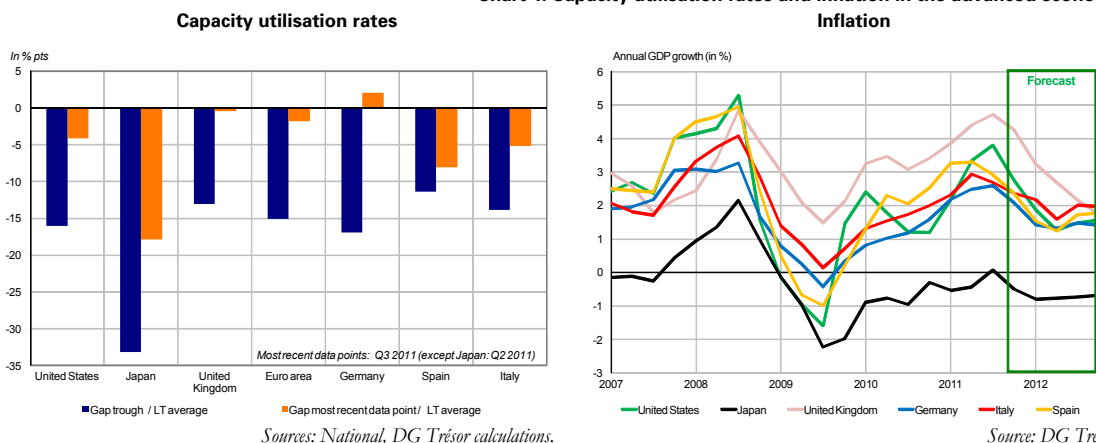 Capacity utilisation rates
In % pts
5
0
-5
-10
-15
-20
-25
-30
-35
Most recent data points: Q3 2011 (except Japan: Q2 2011)
United States
Japan
United
Kingdom
Euro area
Germany
Spain
Italy
Gap trough / LT average
Gap most recent data point / LT average
Sources: National, DG Trésor calculations.
Inflation
Annual GDP growth (in %)
6
5
4
3
2
1
0
-1
-2
-3
Forecast
2007
2008
2009
2010
2011
2012
United States
Japan
United Kingdom
Germany
Italy
Spain
Source: DG Tré